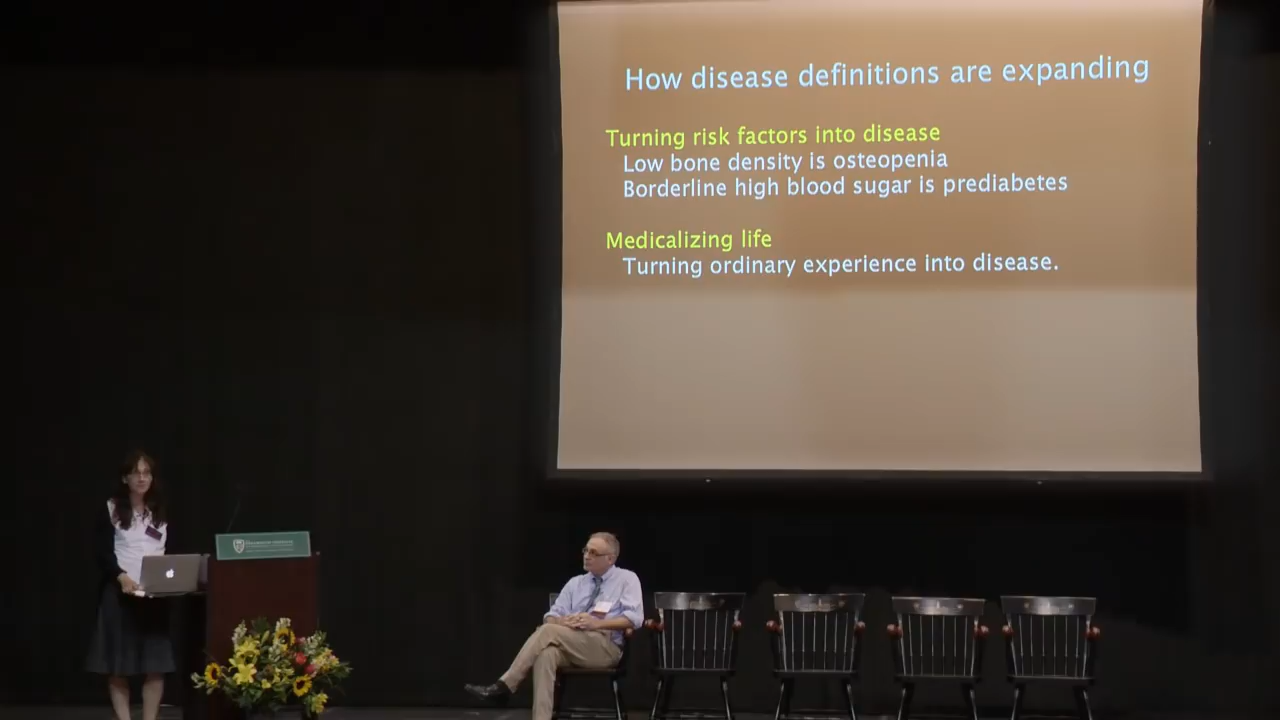 How disease definitions are expanding
Turning risk factors into disease
Low bone density is osteopenia
Borderline high blood sugar is prediabetes
Medicalizing life
Turning ordinary experience into disease.